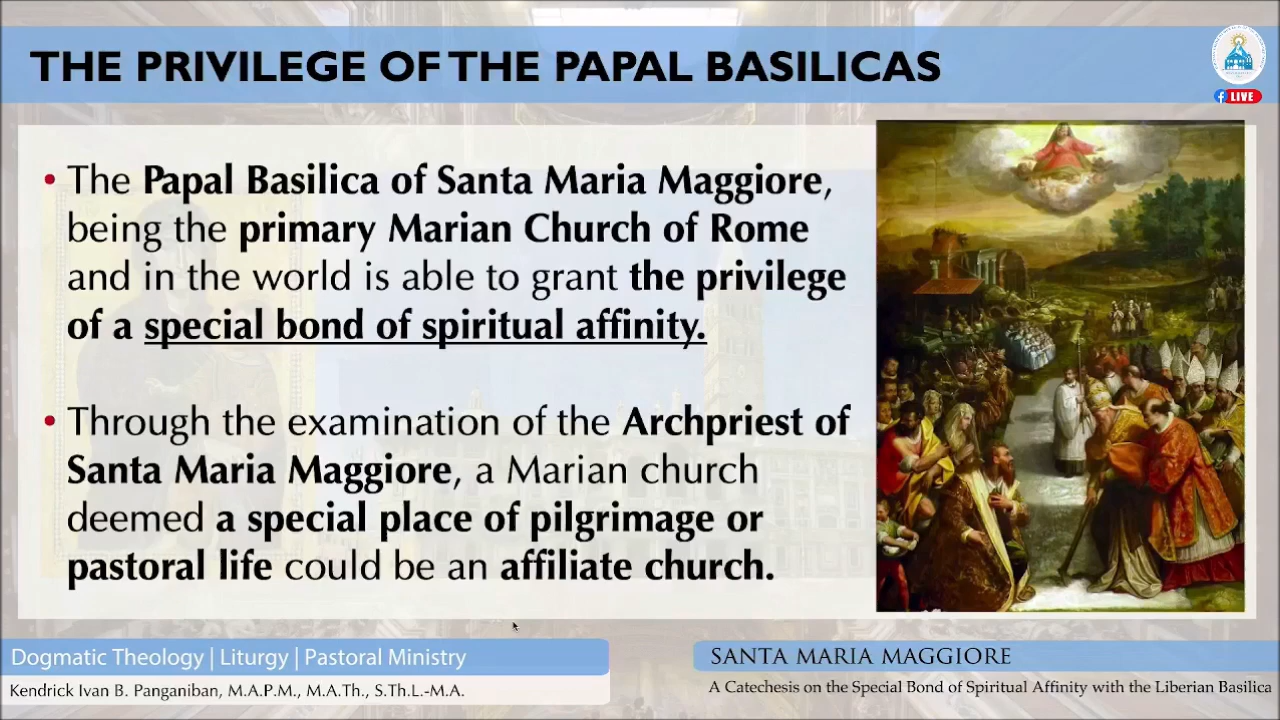 THE PRIVILEGE OF THE PAPAL BASILICAS
LIVE
• The Papal Basilica of Santa Maria Maggiore,
being the primary Marian Church of Rome
and in the world is able to grant the privilege
of a special bond of spiritual affinity.
• Through the examination of the Archpriest of
Santa Maria Maggiore, a Marian church
deemed a special place of pilgrimage or
pastoral life could be an affiliate church.
Dogmatic Theology | Liturgy | Pastoral Ministry
Kendrick Ivan B. Panganiban, M.A.P.M., M.A.Th., S.Th.L.-M.A.
SANTA MARIA MAGGIORE
A Catechesis on the Special Bond of Spiritual Affinity with the Liberian Basilica